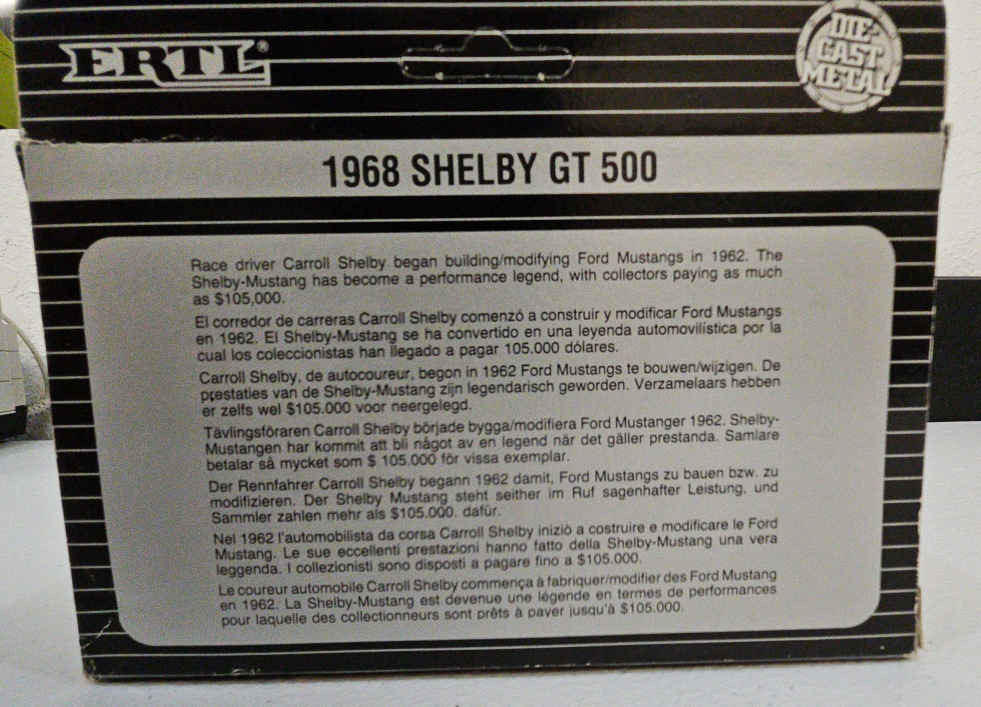 ERTL®
DIE-
CAST
METAL
1968 SHELBY GT 500
Race driver Carroll Shelby began building/modifying Ford Mustangs in 1962. The
Shelby-Mustang has become a performance legend, with collectors paying as much
as $105,000.
El corredor de carreras Carroll Shelby comenzó a construir y modificar Ford Mustangs
en 1962. El Shelby-Mustang se ha convertido en una leyenda automovilística por la
cual los coleccionistas han llegado a pagar 105.000 dólares.
Carroll Shelby, de autocoureur, begon in 1962 Ford Mustangs te bouwen/wijzigen. De
prestaties van de Shelby-Mustang zijn legendarisch geworden. Verzamelaars hebben
er zelfs wel $105.000 voor neergelegd.
Tävlingsföraren Carroll Shelby började bygga/modifiera Ford Mustanger 1962. Shelby-
Mustangen har kommit att bli något av en legend när det gäller prestanda. Samlare
betalar så mycket som $ 105.000 för vissa exemplar.
Der Rennfahrer Carroll Shelby begann 1962 damit, Ford Mustangs zu bauen bzw. zu
modifizieren. Der Shelby Mustang steht seither im Ruf sagenhafter Leistung, und
Sammler zahlen mehr als $105.000. dafür.
Nel 1962 l'automobilista da corsa Carroll Shelby iniziò a costruire e modificare le Ford
Mustang. Le sue eccellenti prestazioni hanno fatto della Shelby-Mustang una vera
leggenda. I collezionisti sono disposti a pagare fino a $105.000.
Le coureur automobile Carroll Shelby commença à fabriquer/modifier des Ford Mustang
en 1962. La Shelby-Mustang est devenue une légende en termes de performances
pour laquelle des collectionneurs sont prêts à payer jusqu'à $105.000.